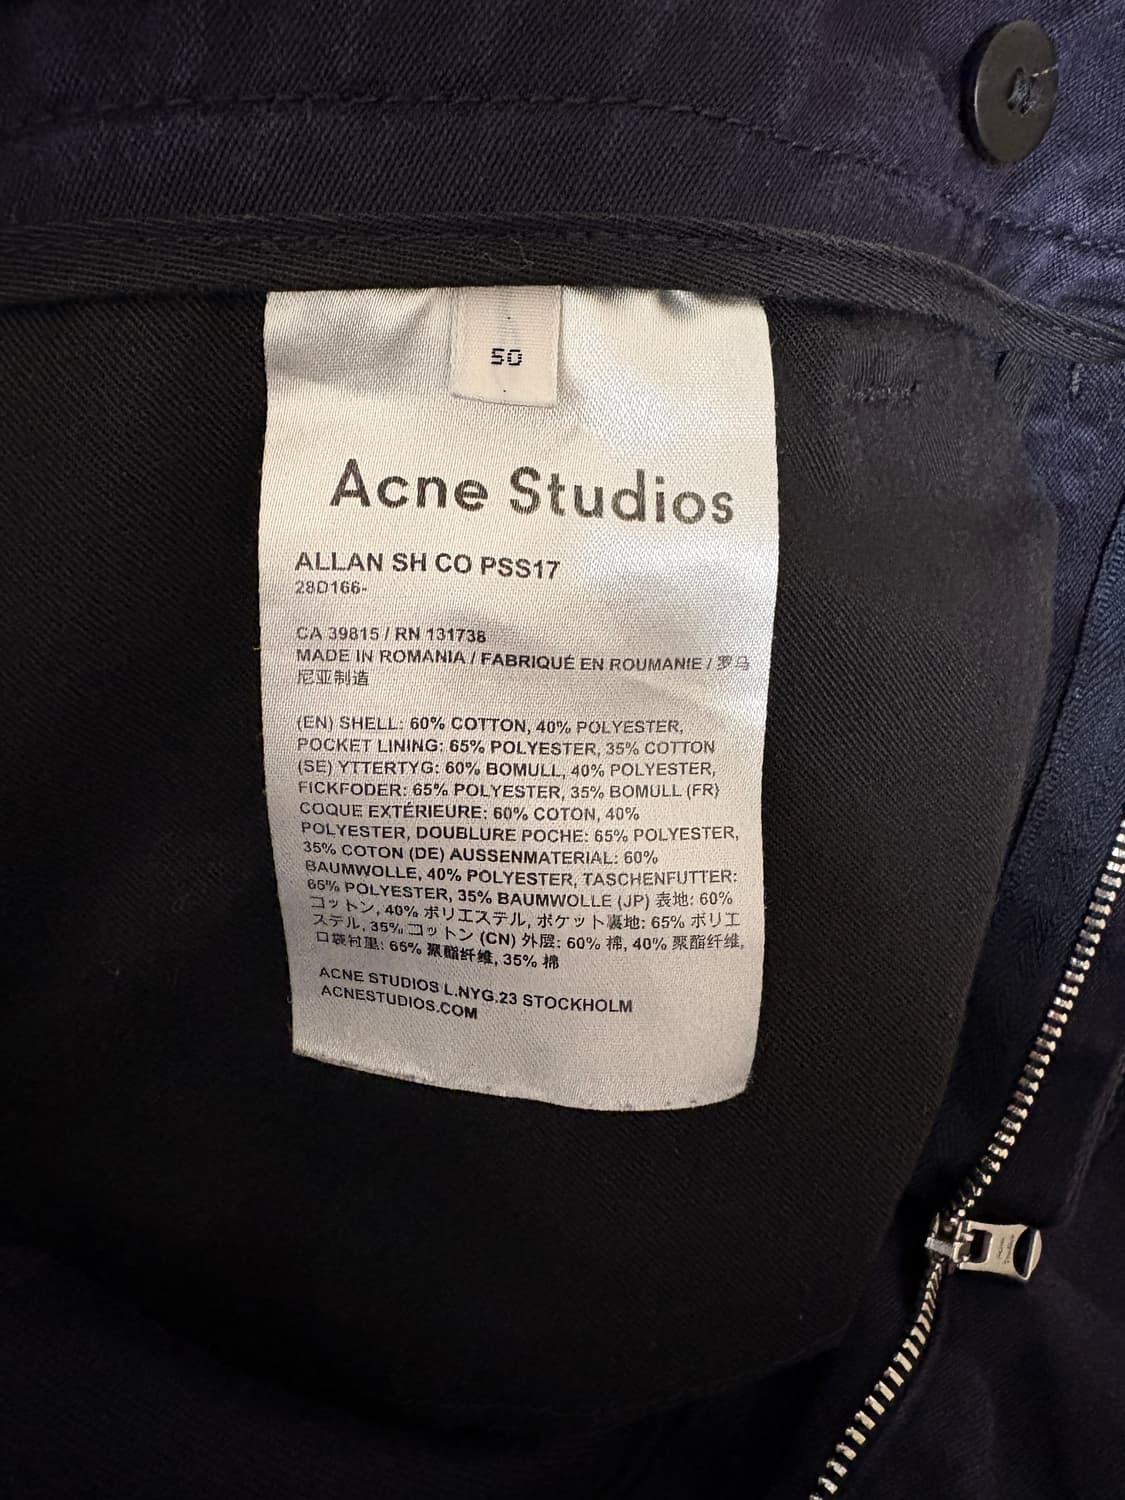 50
Acne Studios
ALLAN SH CO PSS17
28D166-
CA 39815 / RN 131738
MADE IN ROMANIA / FABRIQUÉ EN ROUMANIE / 罗马
尼亚制造
(EN) SHELL: 60% COTTON, 40% POLYESTER,
POCKET LINING: 65% POLYESTER, 35% COTTON
(SE) YTTERTYG: 60% BOMULL, 40% POLYESTER,
FICKFODER: 65% POLYESTER, 35% BOMULL (FR)
COQUE EXTÉRIEURE: 60% COTON, 40%
POLYESTER, DOUBLURE POCHE: 65% POLYESTER,
35% COTON (DE) AUSSENMATERIAL: 60%
BAUMWOLLE, 40% POLYESTER, TASCHENFUTTER:
65% POLYESTER, 35% BAUMWOLLE (JP) 表地: 60%
コットン, 40% ポリエステル, ポケット裏地: 65% ポリエ
ステル, 35% コットン (CN) 外层: 60% 棉, 40% 聚酯纤维,
口袋衬里: 65% 聚酯纤维, 35% 棉
ACNE STUDIOS L.NYG.23 STOCKHOLM
ACNESTUDIOS.COM